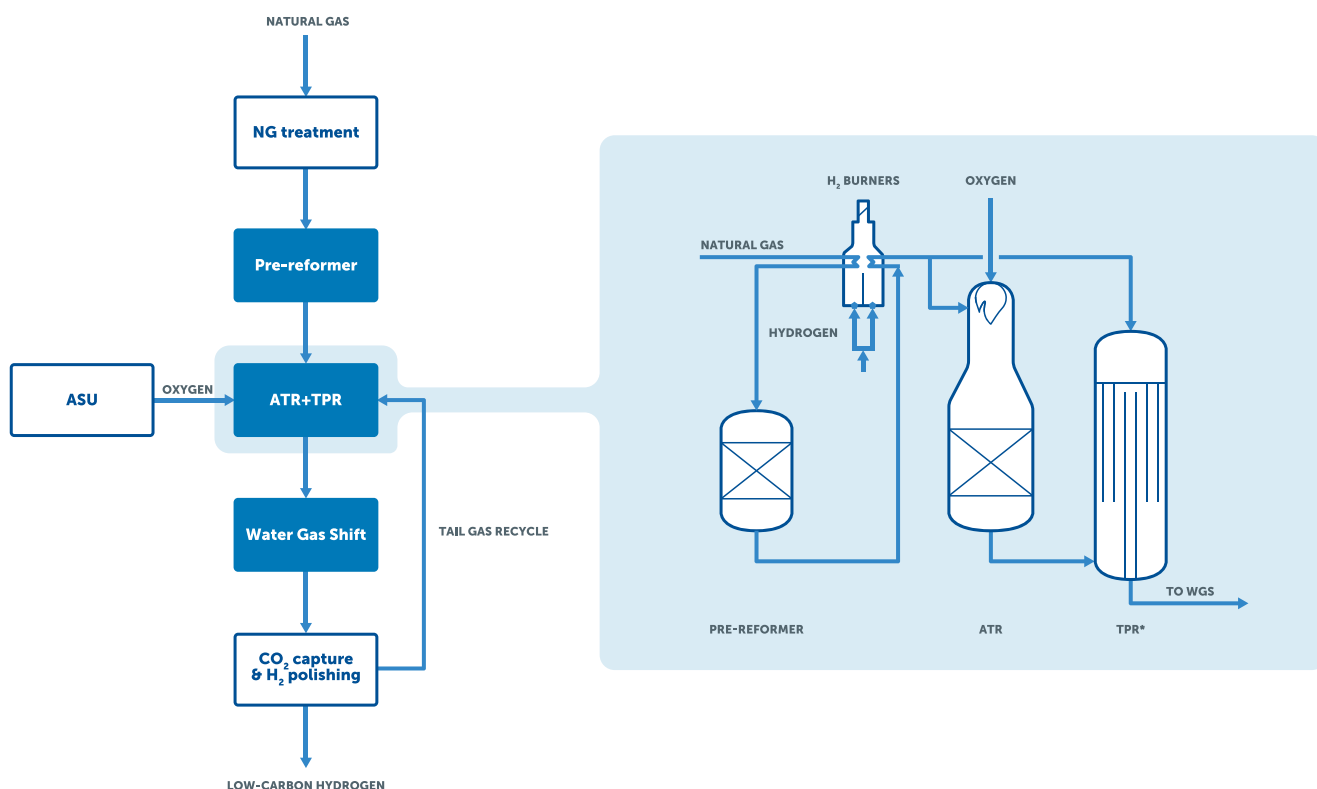 NATURAL GAS
NG treatment
Pre-reformer
ASU
OXYGEN
ATR+TPR
Water Gas Shift
TAIL GAS RECYCLE
CO₂ capture
& H₂ polishing
LOW-CARBON HYDROGEN
H₂ BURNERS
OXYGEN
NATURAL GAS
HYDROGEN
TO WGS
PRE-REFORMER
ATR
TPR*